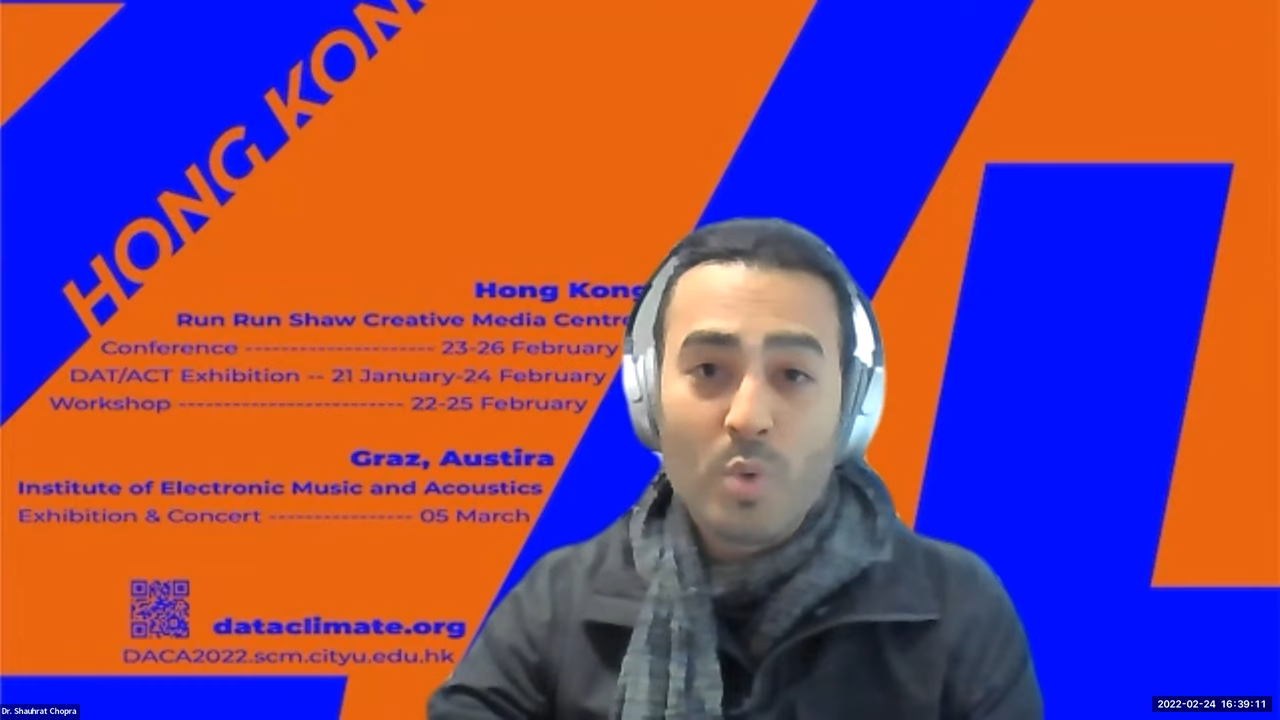 HONG KON
Hong Kong
Run Run Shaw Creative Media Centre
Conference --------------------- 23-26 February
DAT/ACT Exhibition -- 21 January-24 February
Workshop ------------------------- 22-25 February
Graz, Austira
Institute of Electronic Music and Acoustics
Exhibition & Concert ---------------- 05 March
dataclimate.org
DACA2022.scm.cityu.edu.hk
Dr. Shauhrat Chopra
2022-02-24 16:39:11